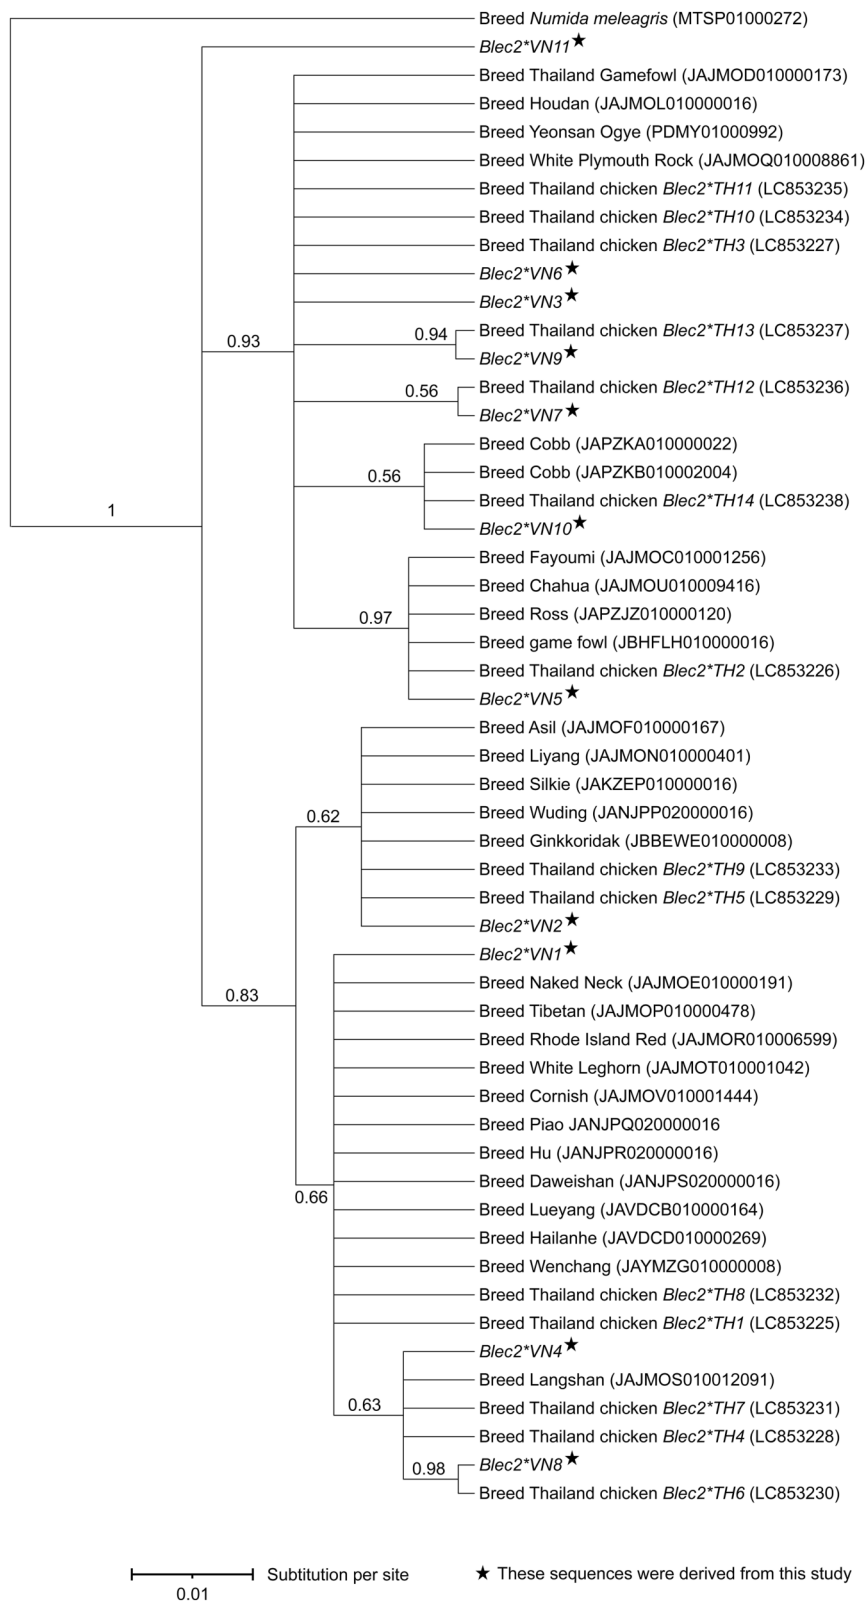 Breed Numida meleagris (MTSP01000272)
Blec2*VN11★
Breed Thailand Gamefowl (JAJMOD010000173)
Breed Houdan (JAJMOL010000016)
Breed Yeonsan Ogye (PDMY01000992)
Breed White Plymouth Rock (JAJMOQ010008861)
Breed Thailand chicken Blec2*TH11 (LC853235)
Breed Thailand chicken Blec2*TH10 (LC853234)
Breed Thailand chicken Blec2*TH3 (LC853227)
Blec2*VN6★
Blec2*VN3★
Breed Thailand chicken Blec2*TH13 (LC853237)
0.94
0.93
Blec2*VN9★
Breed Thailand chicken Blec2*TH12 (LC853236)
0.56
Blec2*VN7★
Breed Cobb (JAPZKA010000022)
Breed Cobb (JAPZKB010002004)
0.56
Breed Thailand chicken Blec2*TH14 (LC853238)
1
Blec2*VN10★
Breed Fayoumi (JAJMOC010001256)
Breed Chahua (JAJMOU010009416)
Breed Ross (JAPZJZ010000120)
0.97
Breed game fowl (JBHFLH010000016)
Breed Thailand chicken Blec2*TH2 (LC853226)
Blec2*VN5★
Breed Asil (JAJMOF010000167)
Breed Liyang (JAJMON010000401)
Breed Silkie (JAKZEP010000016)
Breed Wuding (JANJPP020000016)
0.62
Breed Ginkkoridak (JBBEWE010000008)
Breed Thailand chicken Blec2*TH9 (LC853233)
Breed Thailand chicken Blec2*TH5 (LC853229)
Blec2*VN2★
Blec2*VN1★
Breed Naked Neck (JAJMOE010000191)
0.83
Breed Tibetan (JAJMOP010000478)
Breed Rhode Island Red (JAJMOR010006599)
Breed White Leghorn (JAJMOT010001042)
Breed Cornish (JAJMOV010001444)
Breed Piao JANJPQ020000016
Breed Hu (JANJPR020000016)
Breed Daweishan (JANJPS020000016)
0.66
Breed Lueyang (JAVDCB010000164)
Breed Hailanhe (JAVDCD010000269)
Breed Wenchang (JAYMZG010000008)
Breed Thailand chicken Blec2*TH8 (LC853232)
Breed Thailand chicken Blec2*TH1 (LC853225)
Blec2*VN4★
Breed Langshan (JAJMOS010012091)
0.63
Breed Thailand chicken Blec2*TH7 (LC853231)
Breed Thailand chicken Blec2*TH4 (LC853228)
Blec2*VN8★
0.98
Breed Thailand chicken Blec2*TH6 (LC853230)
Subtitution per site
0.01
★ These sequences were derived from this study